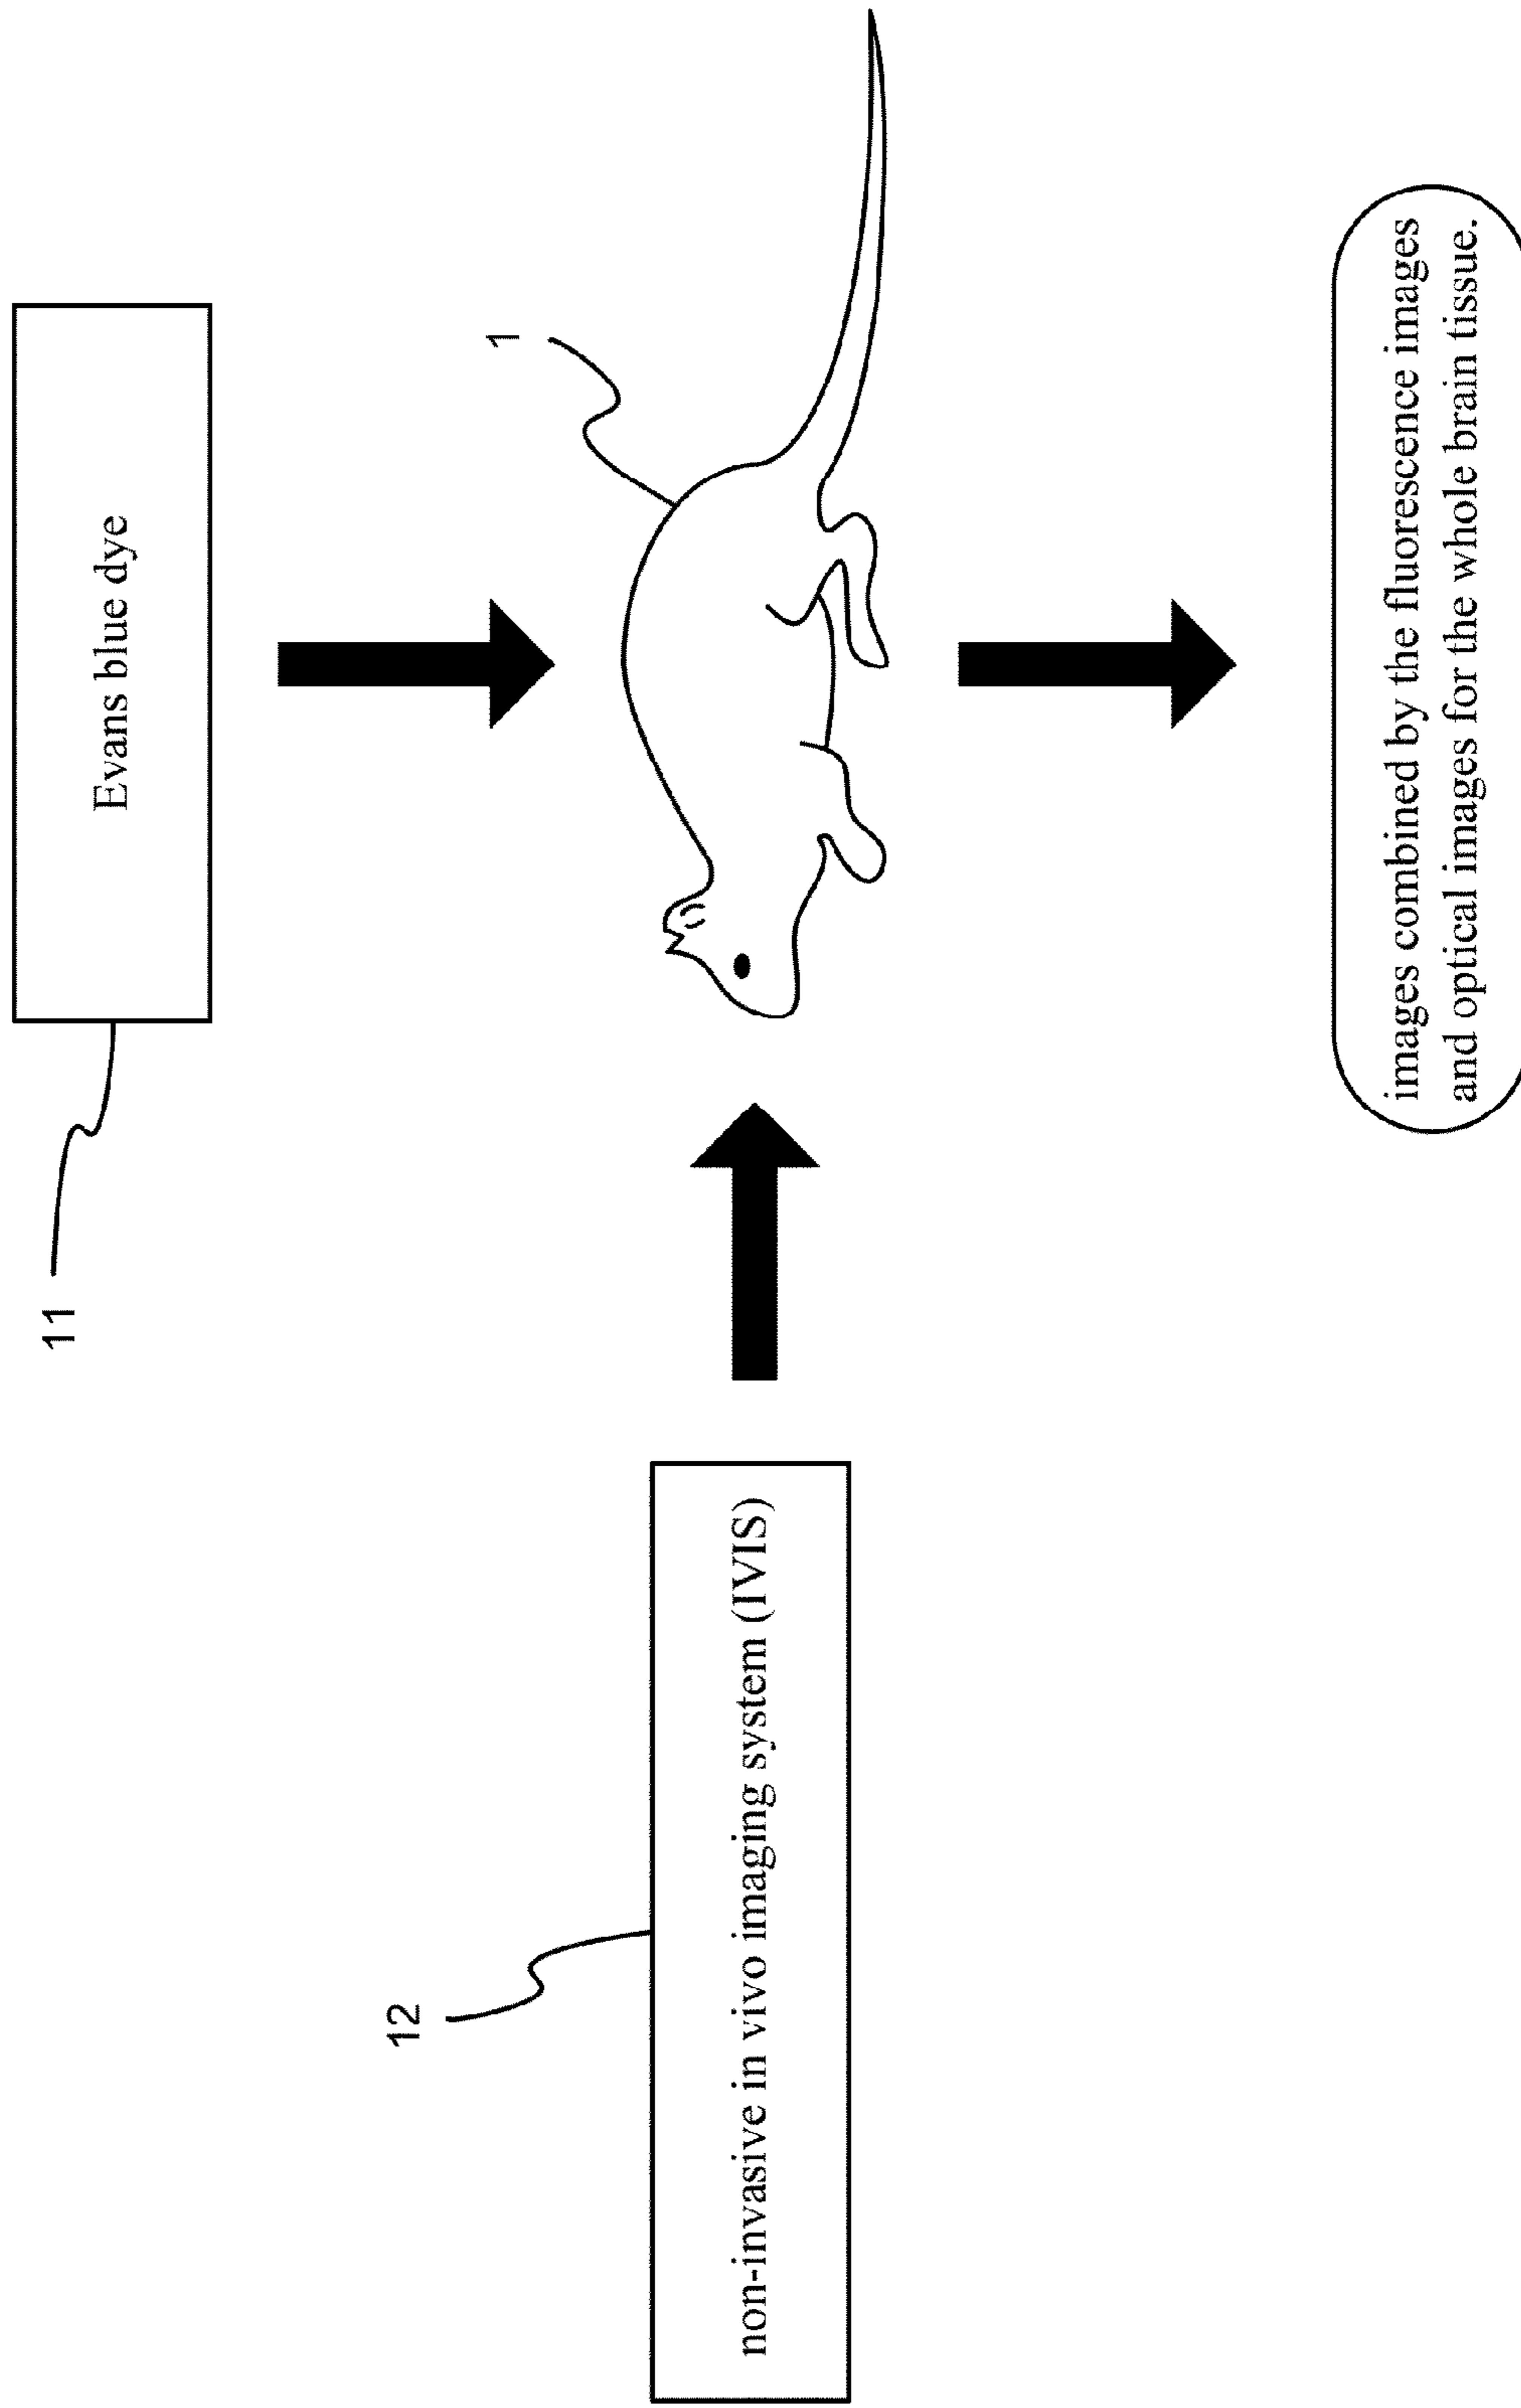 11
Evans blue dye
12
1
non-invasive in vivo imaging system (IVIS)
images combined by the fluorescence images
and optical images for the whole brain tissue.